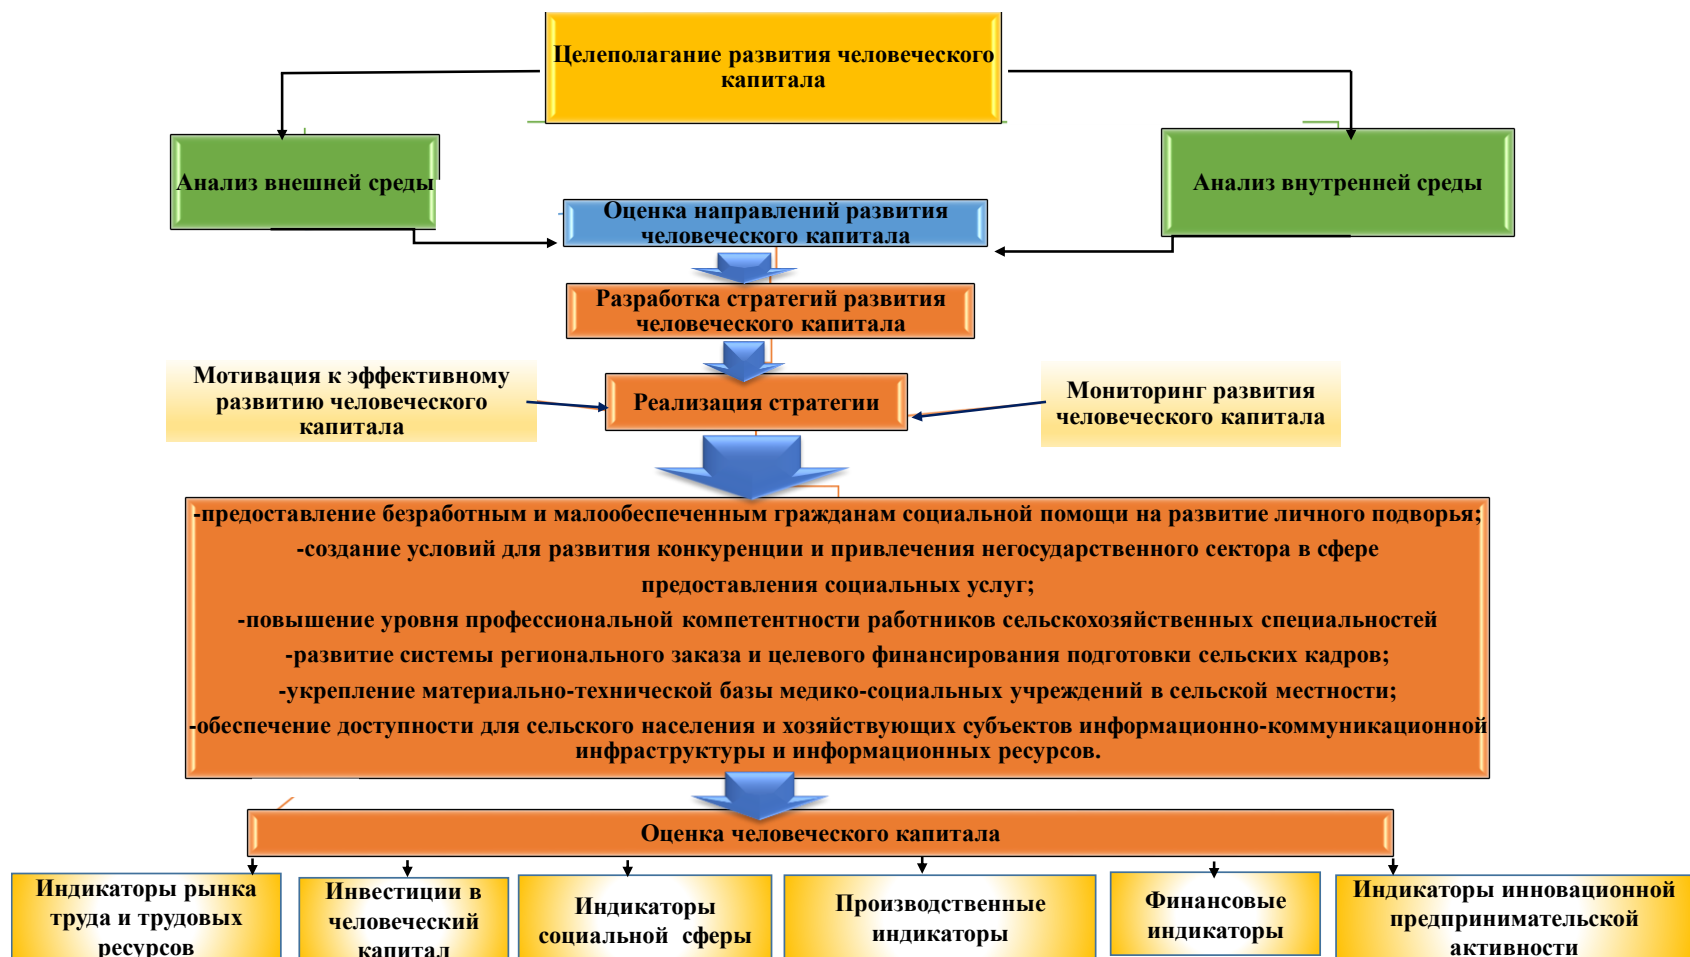 Целеполагание развития человеческого
капитала
Анализ внешней среды
Анализ внутренней среды
Оценка направлений развития
человеческого капитала
Разработка стратегий развития
человеческого капитала
Мотивация к эффективному
развитию человеческого
капитала
Реализация стратегии
Мониторинг развития
человеческого капитала
-предоставление безработным и малообеспеченным гражданам социальной помощи на развитие личного подворья;
-создание условий для развития конкуренции и привлечения негосударственного сектора в сфере
предоставления социальных услуг;
-повышение уровня профессиональной компетентности работников сельскохозяйственных специальностей
-развитие системы регионального заказа и целевого финансирования подготовки сельских кадров;
-укрепление материально-технической базы медико-социальных учреждений в сельской местности;
-обеспечение доступности для сельского населения и хозяйствующих субъектов информационно-коммуникационной
инфраструктуры и информационных ресурсов.
Оценка человеческого капитала
Индикаторы рынка
труда и трудовых
ресурсов
Инвестиции в
человеческий
капитал
Индикаторы
социальной сферы
Производственные
индикаторы
Финансовые
индикаторы
Индикаторы инновационной
предпринимательской
активности